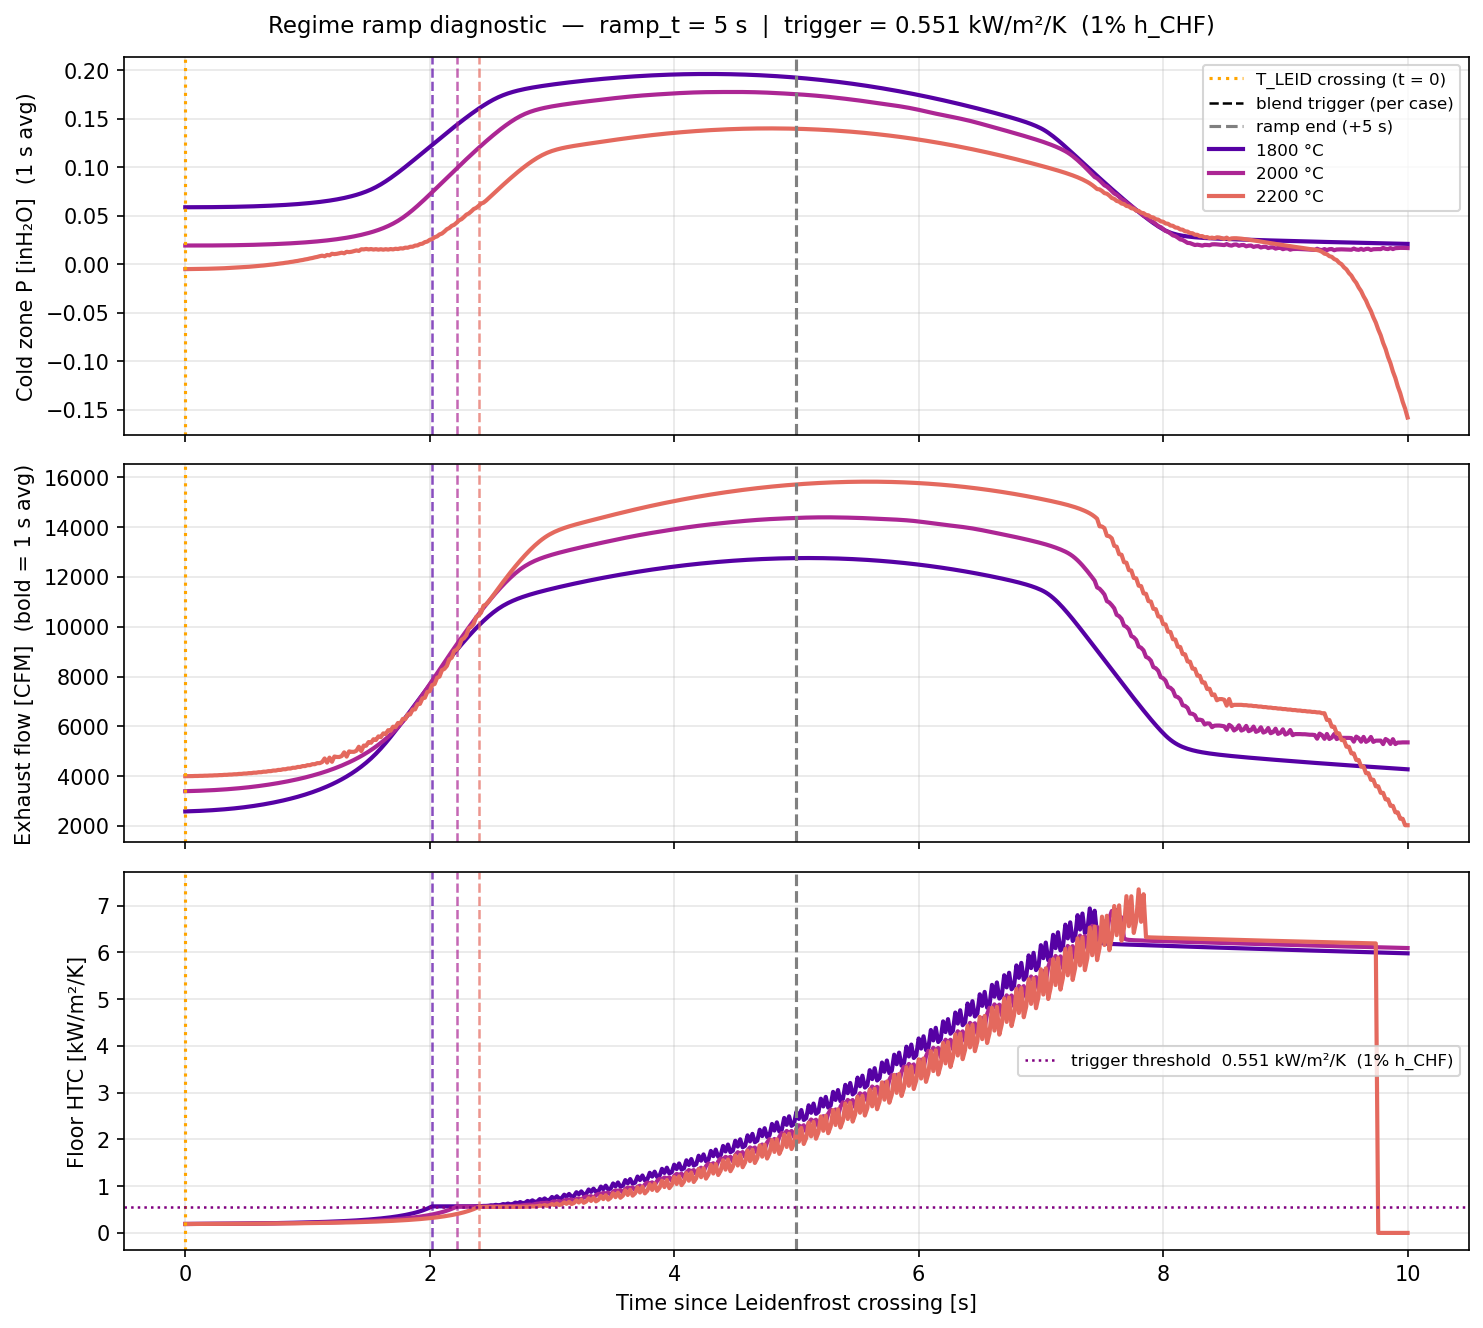 Regime ramp diagnostic — ramp_t = 5 s | trigger = 0.551 kW/m²/K (1% h_CHF)
Cold zone P [inH₂O] (1 s avg)
0.20
0.15
0.10
0.05
0.00
−0.05
−0.10
−0.15
T_LEID crossing (t = 0)
blend trigger (per case)
ramp end (+5 s)
1800 °C
2000 °C
2200 °C
Exhaust flow [CFM] (bold = 1 s avg)
16000
14000
12000
10000
8000
6000
4000
2000
Floor HTC [kW/m²/K]
7
6
5
4
3
2
1
0
trigger threshold 0.551 kW/m²/K (1% h_CHF)
0 2 4 6 8 10
Time since Leidenfrost crossing [s]